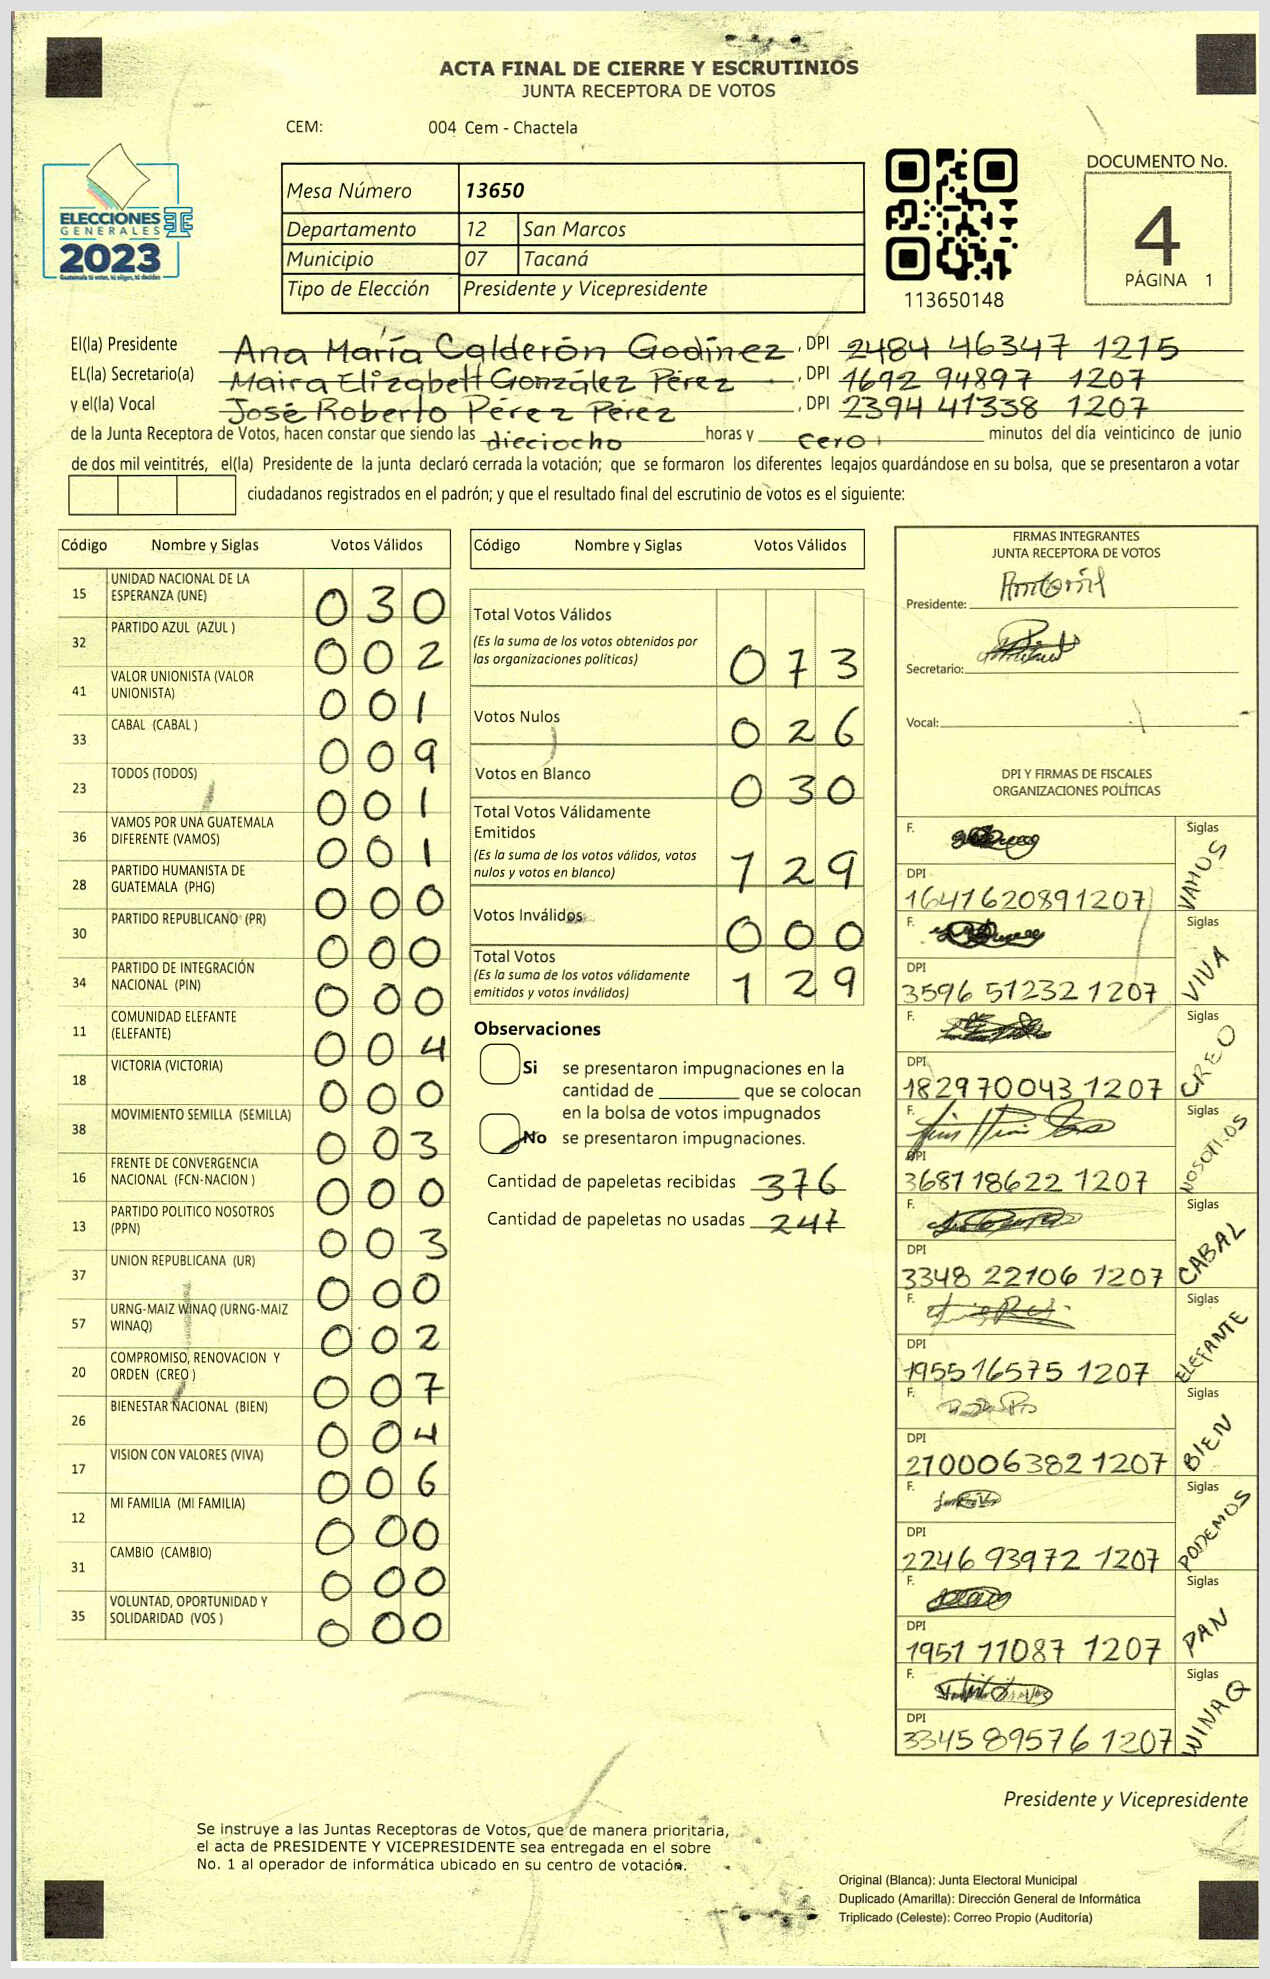 ACTA FINAL DE CIERRE Y ESCRUTINIOS
JUNTA RECEPTORA DE VOTOS
CEM: 004 Cem - Chactela
ELECCIONES
GENERALES
2023
Guatemala tú votas, tú eliges, tú decides
Mesa Número 13650
Departamento 12 San Marcos
Municipio 07 Tacaná
Tipo de Elección Presidente y Vicepresidente
113650148
DOCUMENTO No.
4
PÁGINA 1
El(la) Presidente Ana María Calderón Godínez, DPI 2484 46347 1215
EL(la) Secretario(a) Maira Elizabett González Pérez, DPI 1692 94897 1207
y el(la) Vocal José Roberto Pérez Pérez, DPI 2394 41338 1207
de la Junta Receptora de Votos, hacen constar que siendo las dieciocho horas y cero minutos del día veinticinco de junio
de dos mil veintitrés, el(la) Presidente de la junta declaró cerrada la votación; que se formaron los diferentes legajos guardándose en su bolsa, que se presentaron a votar
ciudadanos registrados en el padrón; y que el resultado final del escrutinio de votos es el siguiente:
Código Nombre y Siglas Votos Válidos
15 UNIDAD NACIONAL DE LA ESPERANZA (UNE) 030
32 PARTIDO AZUL (AZUL ) 002
41 VALOR UNIONISTA (VALOR UNIONISTA) 001
33 CABAL (CABAL ) 009
23 TODOS (TODOS) 001
36 VAMOS POR UNA GUATEMALA DIFERENTE (VAMOS) 001
28 PARTIDO HUMANISTA DE GUATEMALA (PHG) 000
30 PARTIDO REPUBLICANO (PR) 000
34 PARTIDO DE INTEGRACIÓN NACIONAL (PIN) 000
11 COMUNIDAD ELEFANTE (ELEFANTE) 004
18 VICTORIA (VICTORIA) 000
38 MOVIMIENTO SEMILLA (SEMILLA) 003
16 FRENTE DE CONVERGENCIA NACIONAL (FCN-NACION ) 000
13 PARTIDO POLITICO NOSOTROS (PPN) 003
37 UNION REPUBLICANA (UR) 000
57 URNG-MAIZ WINAQ (URNG-MAIZ WINAQ) 002
20 COMPROMISO, RENOVACION Y ORDEN (CREO ) 007
26 BIENESTAR NACIONAL (BIEN) 004
17 VISION CON VALORES (VIVA) 006
12 MI FAMILIA (MI FAMILIA) 000
31 CAMBIO (CAMBIO) 000
35 VOLUNTAD, OPORTUNIDAD Y SOLIDARIDAD (VOS ) 000
Código Nombre y Siglas Votos Válidos
Total Votos Válidos 073
(Es la suma de los votos obtenidos por
las organizaciones políticas)
Votos Nulos 026
Votos en Blanco 030
Total Votos Válidamente
Emitidos 129
(Es la suma de los votos válidos, votos
nulos y votos en blanco)
Votos Inválidos 000
Total Votos 129
(Es la suma de los votos válidamente
emitidos y votos inválidos)
Observaciones
Si se presentaron impugnaciones en la
cantidad de ________ que se colocan
en la bolsa de votos impugnados
No se presentaron impugnaciones.
Cantidad de papeletas recibidas 376
Cantidad de papeletas no usadas 247
FIRMAS INTEGRANTES
JUNTA RECEPTORA DE VOTOS
Presidente:
Secretario:
Vocal:
DPI Y FIRMAS DE FISCALES
ORGANIZACIONES POLÍTICAS
F. Siglas VAMOS
DPI 1641620891207
F. Siglas VIVA
DPI 3596 51232 1207
F. Siglas CREO
DPI 182970043 1207
F. Siglas NOSOTROS
DPI 3681 18622 1207
F. Siglas CABAL
DPI 3348 22106 1207
F. Siglas ELEFANTE
DPI 1955 16575 1207
F. Siglas BIEN
DPI 210006382 1207
F. Siglas PODEMOS
DPI 2246 93972 1207
F. Siglas PAN
DPI 1951 11087 1207
F. Siglas WINAQ
DPI 3345 89576 1207
Presidente y Vicepresidente
Se instruye a las Juntas Receptoras de Votos, que de manera prioritaria,
el acta de PRESIDENTE Y VICEPRESIDENTE sea entregada en el sobre
No. 1 al operador de informática ubicado en su centro de votación.
Original (Blanca): Junta Electoral Municipal
Duplicado (Amarilla): Dirección General de Informática
Triplicado (Celeste): Correo Propio (Auditoría)